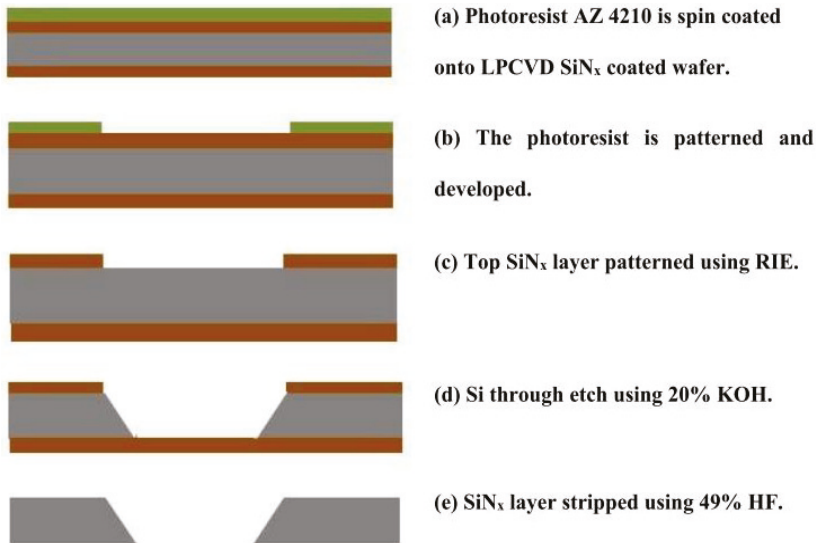 (a) Photoresist AZ 4210 is spin coated
onto LPCVD SiNₓ coated wafer.
(b) The photoresist is patterned and
developed.
(c) Top SiNₓ layer patterned using RIE.
(d) Si through etch using 20% KOH.
(e) SiNₓ layer stripped using 49% HF.